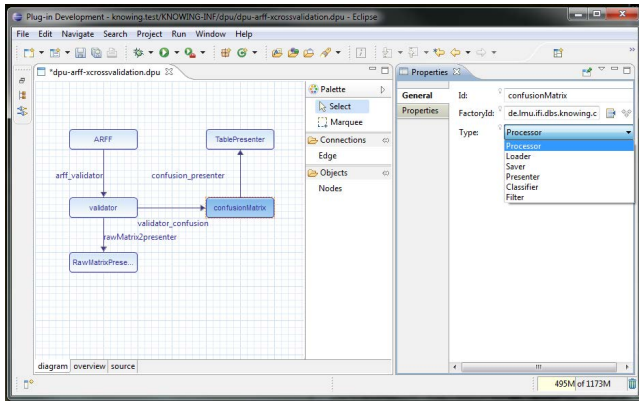 Plug-in Development - knowing.test/KNOWING-INF/dpu/dpu-arff-xcrossvalidation.dpu - Eclipse
File Edit Navigate Search Project Run Window Help
*dpu-arff-xcrossvalidation.dpu
ARFF
TablePresenter
arff_validator
confusion_presenter
validator
confusionMatrix
validator_confusion
rawMatrix2presenter
RawMatrixPrese...
diagram overview source
Palette
Select
Marquee
Connections
Edge
Objects
Nodes
Properties
General
Properties
Id: confusionMatrix
FactoryId: de.lmu.ifi.dbs.knowing.c
Type: Processor
Processor
Loader
Saver
Presenter
Classifier
Filter
495M of 1173M